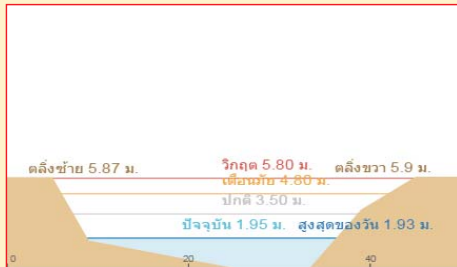 วิกฤต 5.80 ม.
ตลิ่งซ้าย 5.87 ม.
ตลิ่งขวา 5.9 ม.
เตือนภัย 4.80 ม.
ปกติ 3.50 ม.
ปัจจุบัน 1.95 ม. สูงสุดของวัน 1.93 ม.
0 20 40